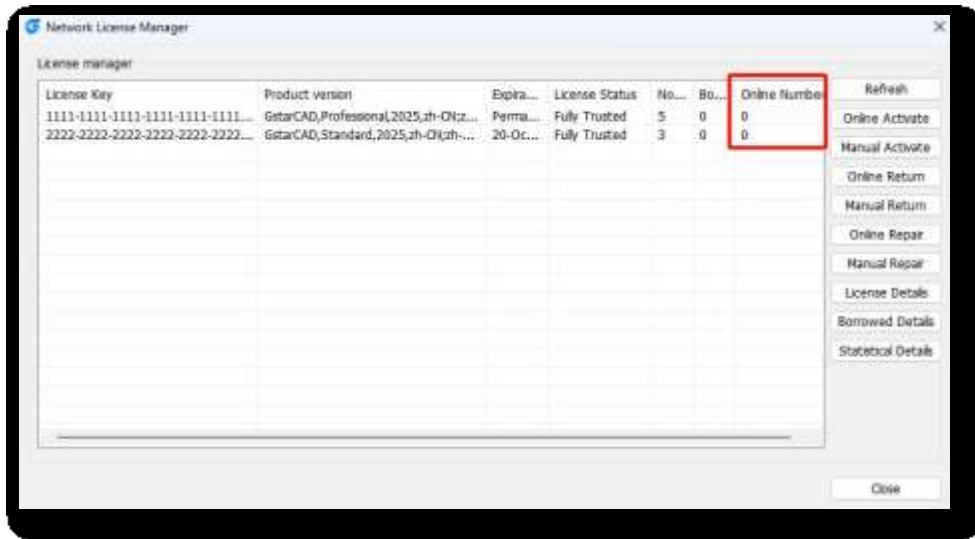 Network License Manager
License manager
License Key Product version Expira... License Status No... Bo... Online Number
1111-1111-1111-1111-1111-1111... GstarCAD,Professional,2025,zh-CN;z... Perma... Fully Trusted 5 0 0
2222-2222-2222-2222-2222-2222... GstarCAD,Standard,2025,zh-CN;zh-... 20-Oc... Fully Trusted 3 0 0
Refresh
Online Activate
Manual Activate
Online Return
Manual Return
Online Repair
Manual Repair
License Details
Borrowed Details
Statistical Details
Close